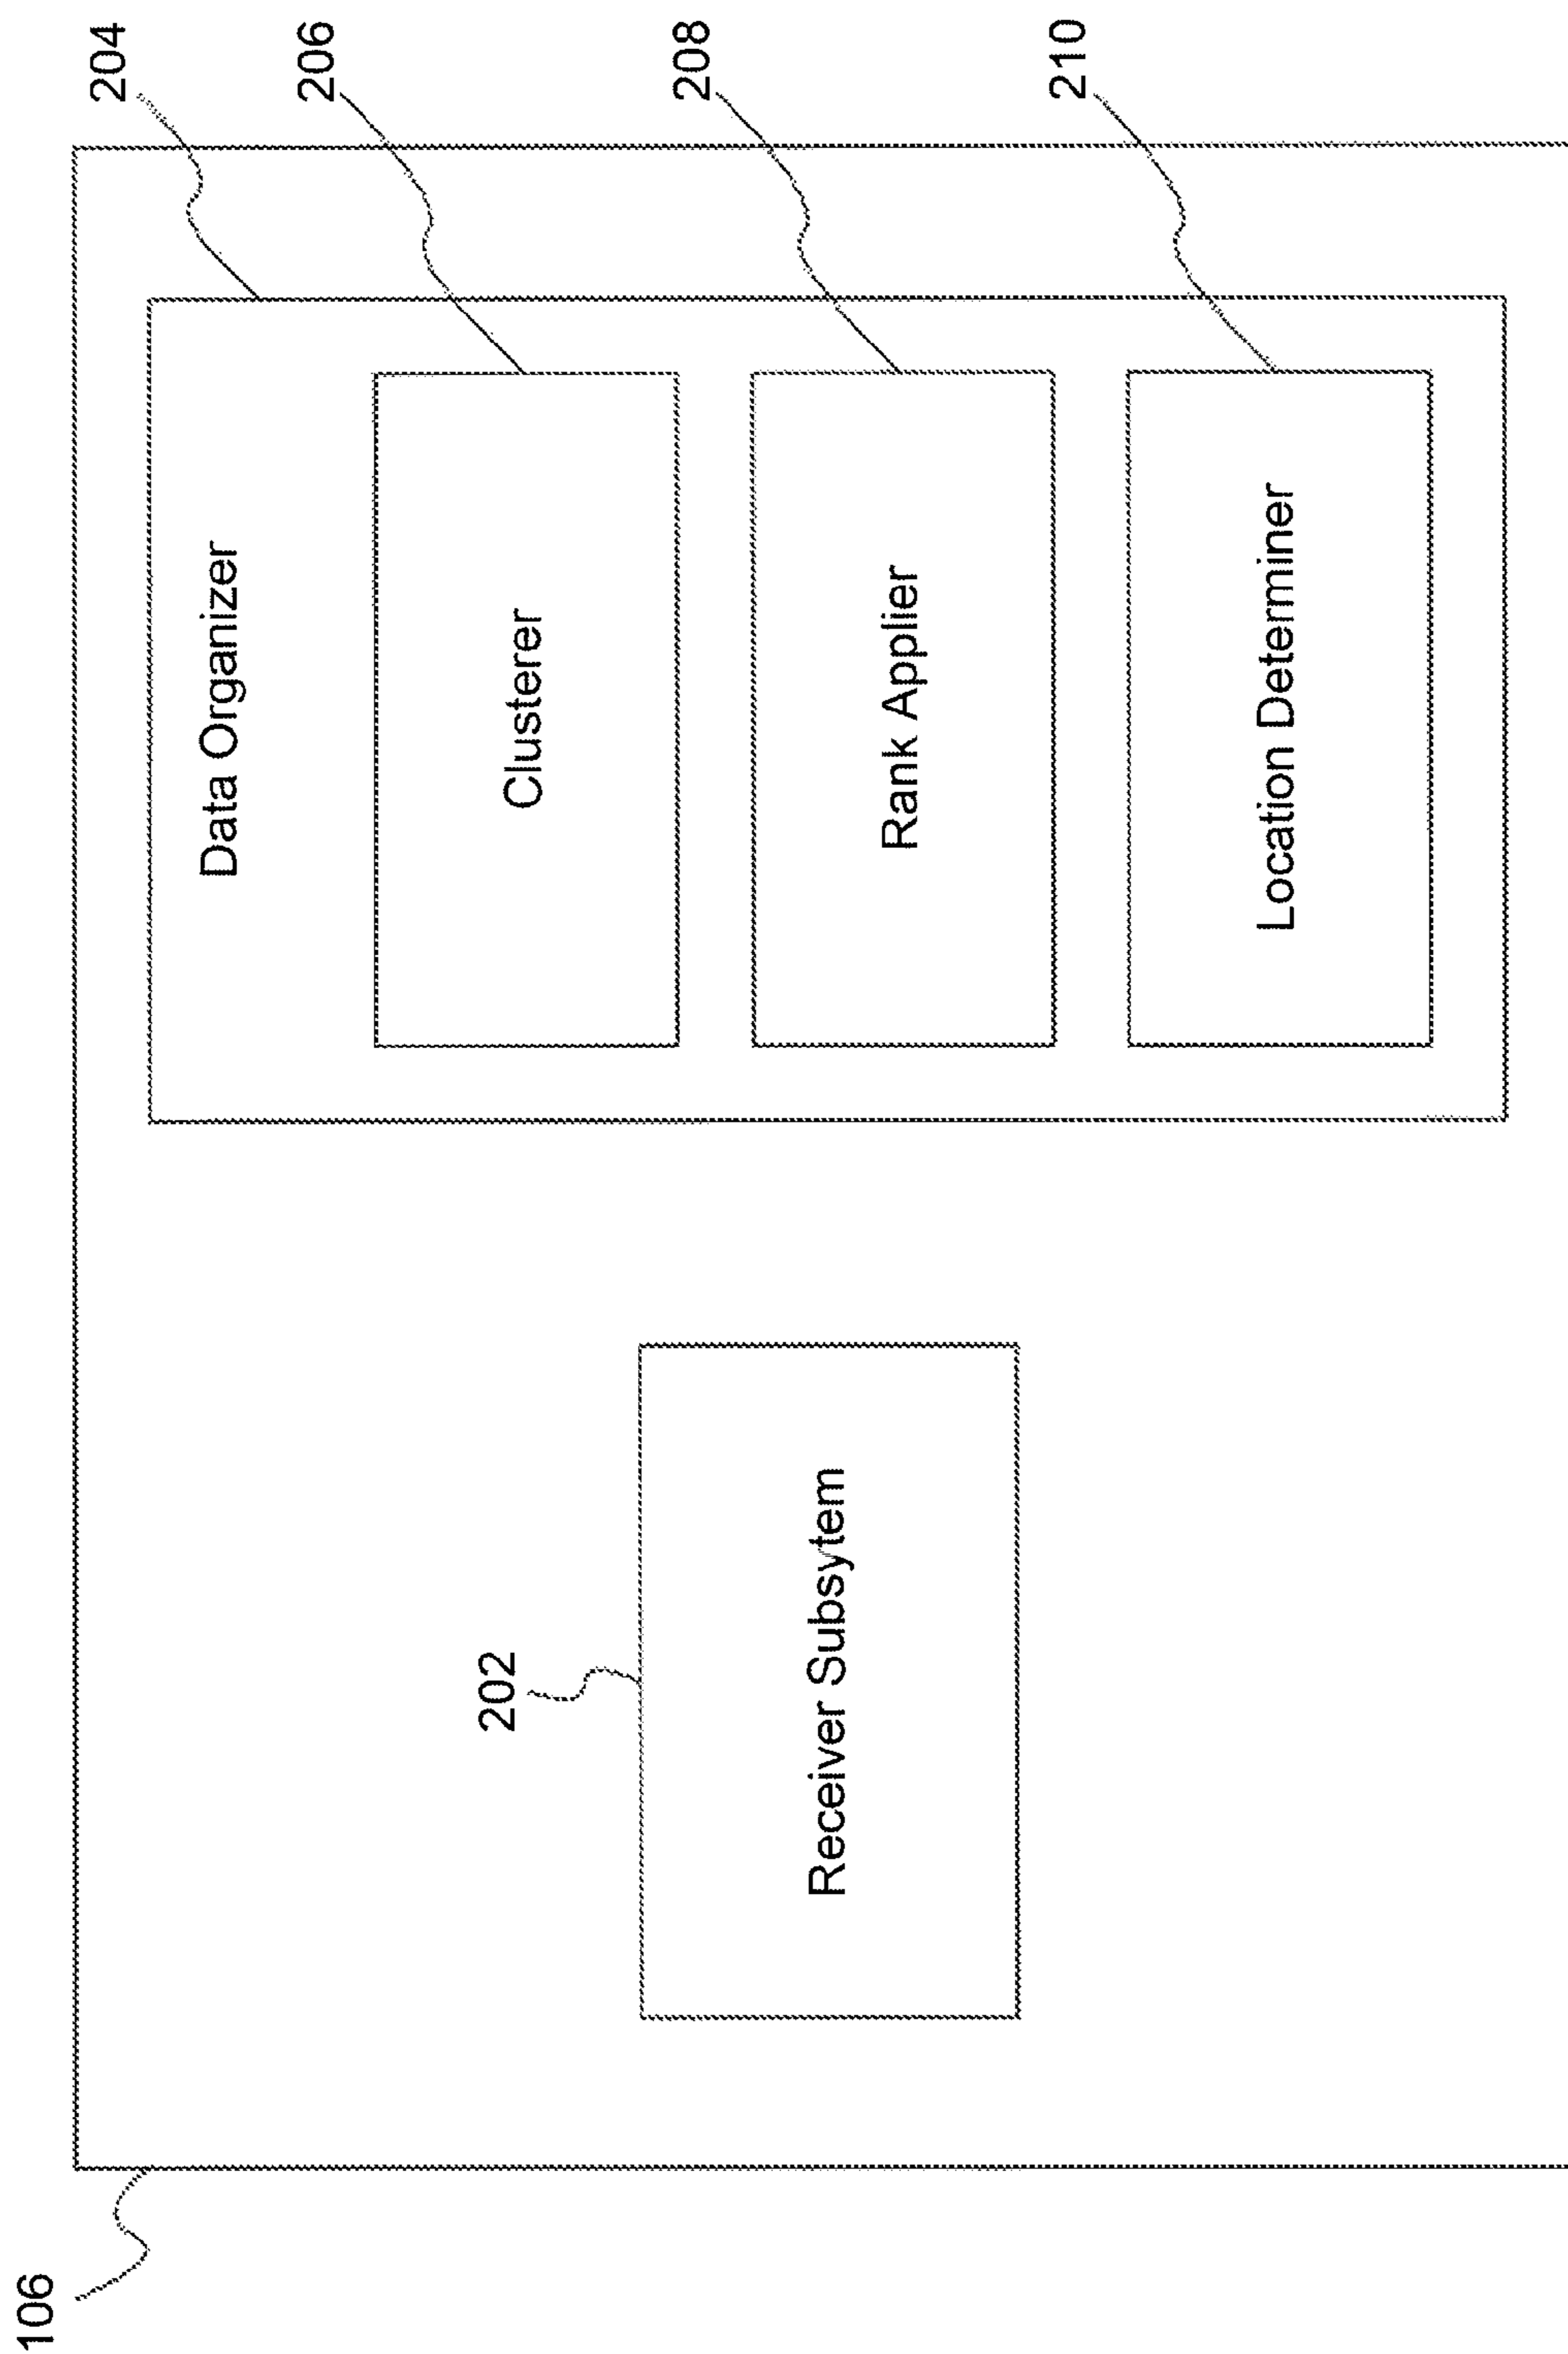 106
202
Receiver Subsytem
204
Data Organizer
206
Clusterer
208
Rank Applier
210
Location Determiner